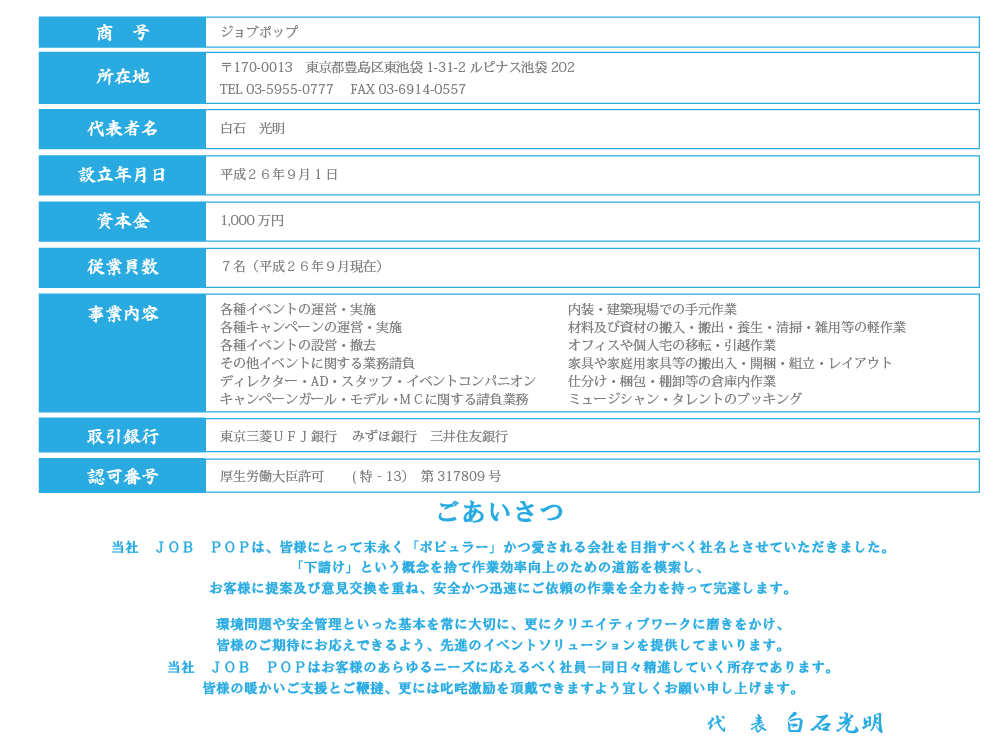 商　号
ジョブポップ
所在地
〒170-0013　東京都豊島区東池袋 1-31-2 ルピナス池袋 202
TEL 03-5955-0777　FAX 03-6914-0557
代表者名
白石　光明
設立年月日
平成２６年９月１日
資本金
1,000 万円
従業員数
７名（平成２６年９月現在）
事業内容
各種イベントの運営・実施
各種キャンペーンの運営・実施
各種イベントの設営・撤去
その他イベントに関する業務請負
ディレクター・AD・スタッフ・イベントコンパニオン
キャンペーンガール・モデル・ＭＣに関する請負業務
内装・建築現場での手元作業
材料及び資材の搬入・搬出・養生・清掃・雑用等の軽作業
オフィスや個人宅の移転・引越作業
家具や家庭用家具等の搬出入・開梱・組立・レイアウト
仕分け・梱包・棚卸等の倉庫内作業
ミュージシャン・タレントのブッキング
取引銀行
東京三菱ＵＦＪ銀行　みずほ銀行　三井住友銀行
認可番号
厚生労働大臣許可　　( 特 - 13）　第 317809 号
ごあいさつ
当社　ＪＯＢ　ＰＯＰは、皆様にとって末永く「ポピュラー」かつ愛される会社を目指すべく社名とさせていただきました。
「下請け」という概念を捨て作業効率向上のための道筋を模索し、
お客様に提案及び意見交換を重ね、安全かつ迅速にご依頼の作業を全力を持って完遂します。
環境問題や安全管理といった基本を常に大切に、更にクリエイティブワークに磨きをかけ、
皆様のご期待にお応えできるよう、先進のイベントソリューションを提供してまいります。
当社　ＪＯＢ　ＰＯＰはお客様のあらゆるニーズに応えるべく社員一同日々精進していく所存であります。
皆様の暖かいご支援とご鞭撻、更には叱咤激励を頂戴できますよう宜しくお願い申し上げます。
代　表　白石光明